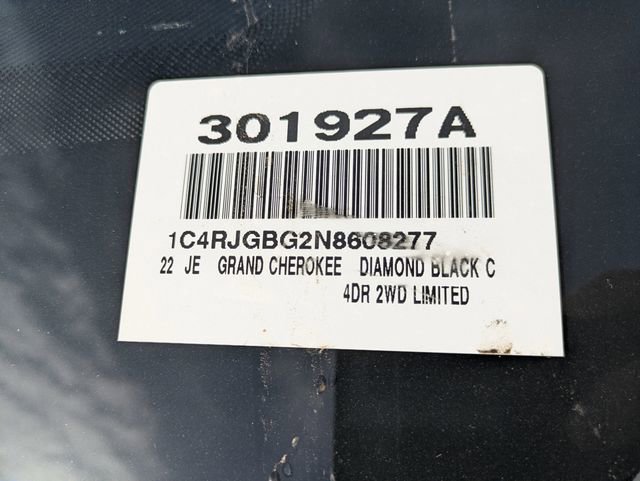 301927A
1C4RJGBG2N8608277
22 JE GRAND CHEROKEE DIAMOND BLACK C
4DR 2WD LIMITED